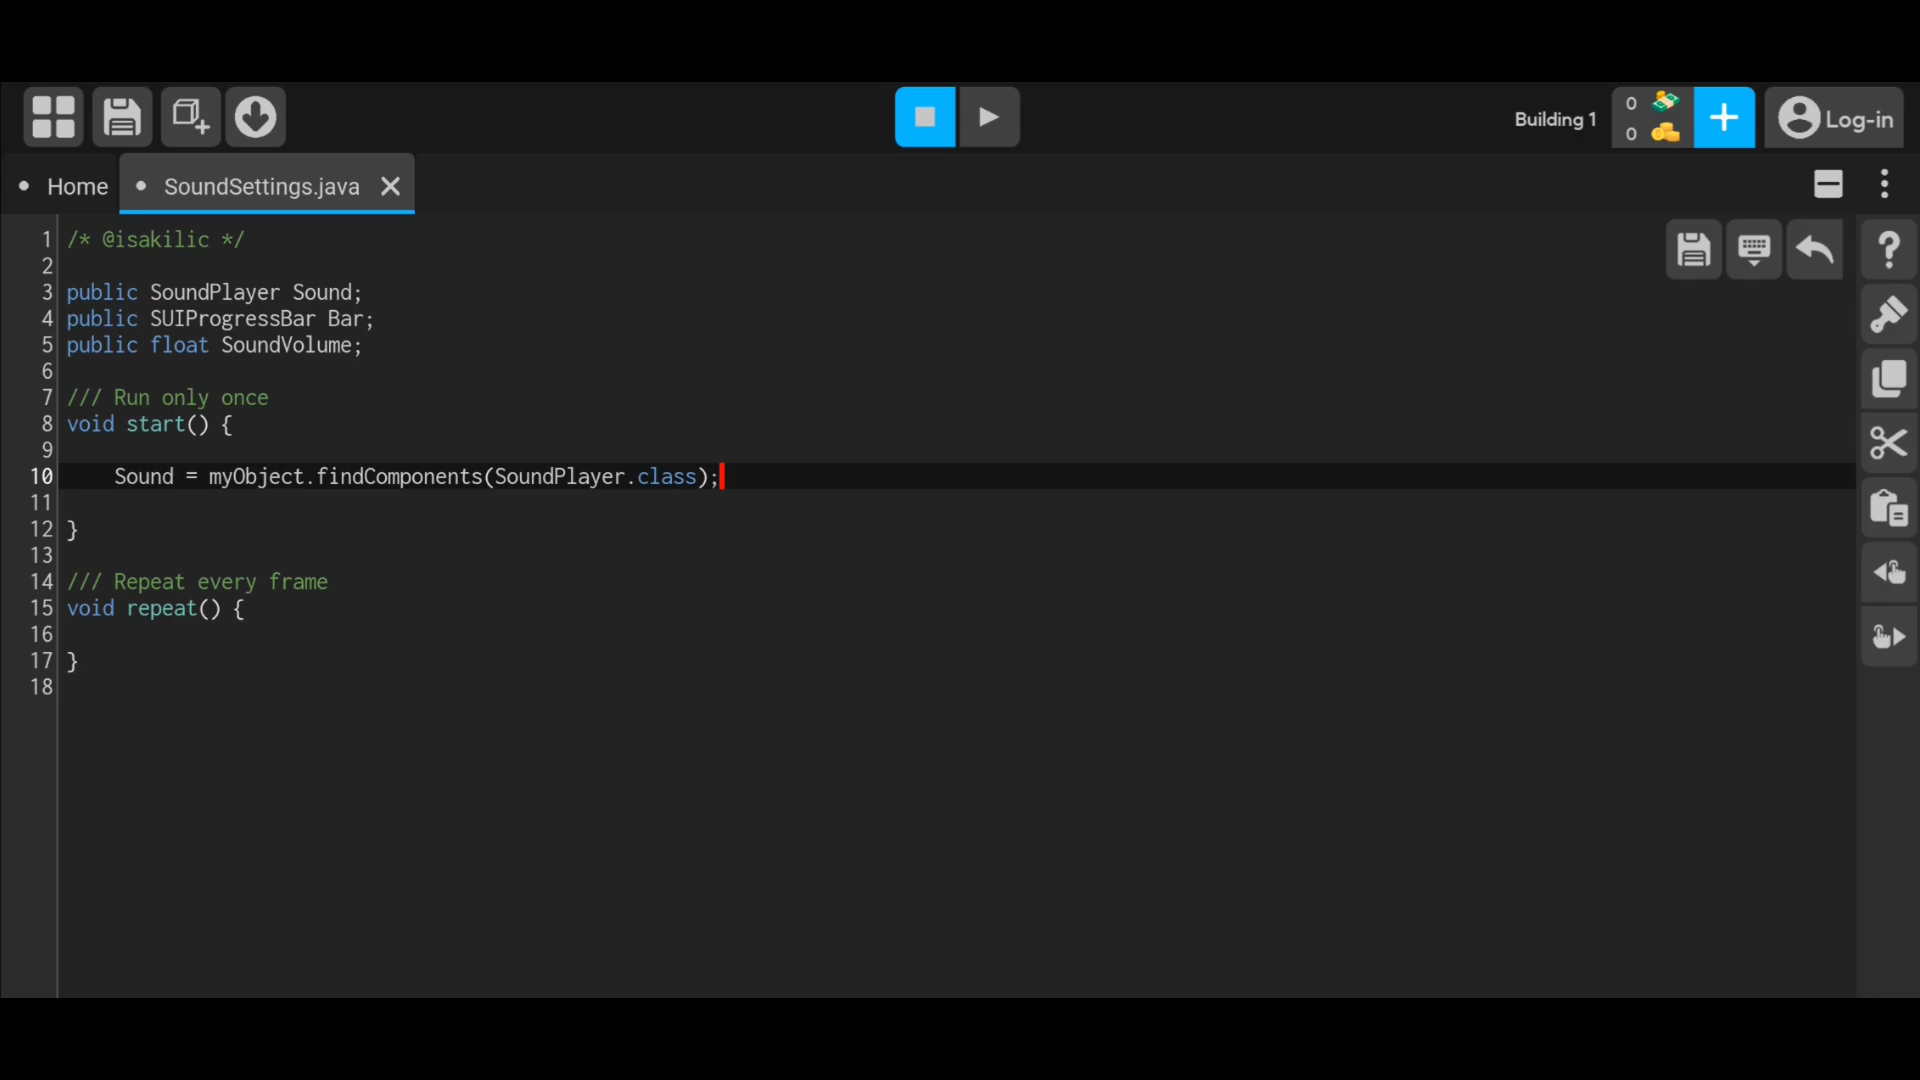 Building 1
0
0
Log-in
Home
SoundSettings.java
1 /* @isakilic */
2
3 public SoundPlayer Sound;
4 public SUIProgressBar Bar;
5 public float SoundVolume;
6
7 /// Run only once
8 void start() {
9
10 Sound = myObject.findComponents(SoundPlayer.class);
11
12 }
13
14 /// Repeat every frame
15 void repeat() {
16
17 }
18